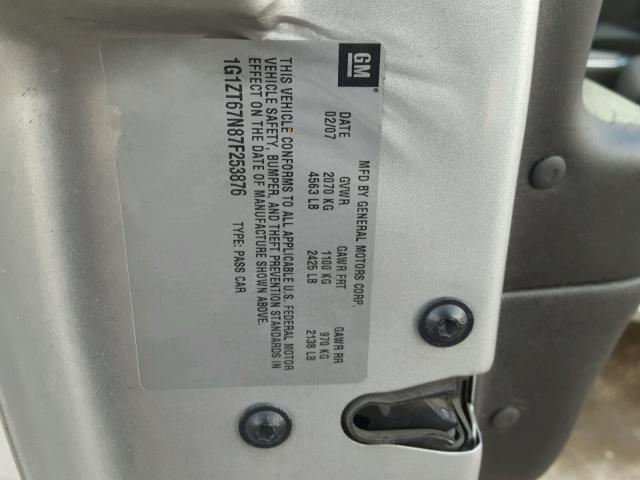 GM
MFD BY GENERAL MOTORS CORP.
DATE GVWR GAWR FRT GAWR RR
02/07 2070 KG 1100 KG 970 KG
4563 LB 2425 LB 2138 LB
THIS VEHICLE CONFORMS TO ALL APPLICABLE U.S. FEDERAL MOTOR
VEHICLE SAFETY, BUMPER, AND THEFT PREVENTION STANDARDS IN
EFFECT ON THE DATE OF MANUFACTURE SHOWN ABOVE.
1G1ZT67N87F253876 TYPE: PASS CAR